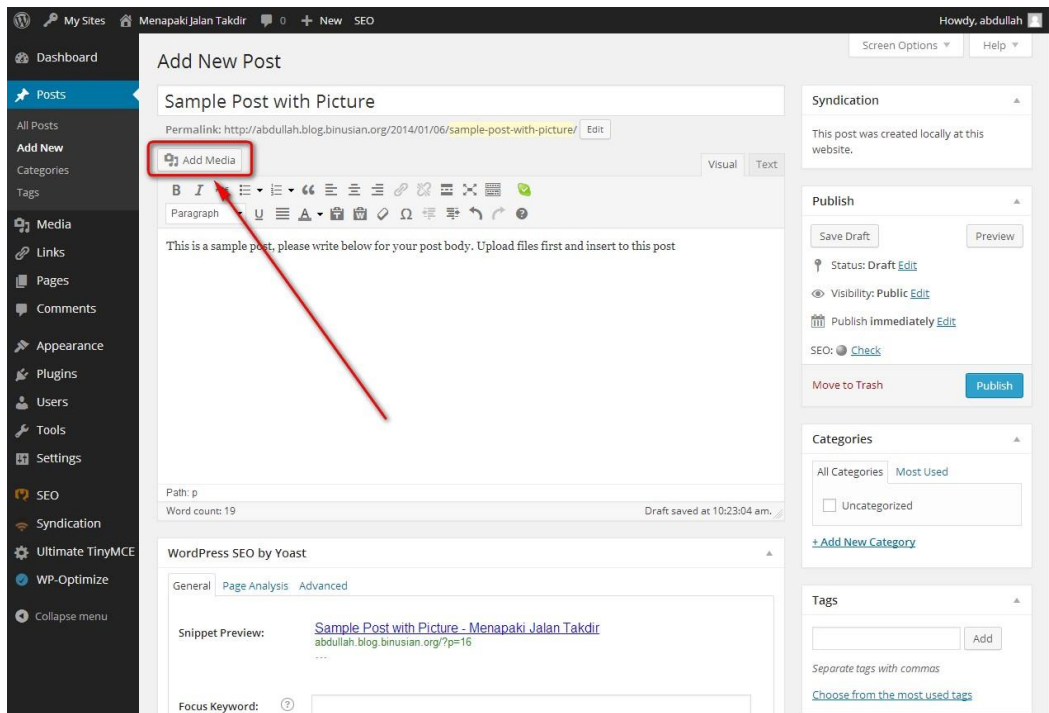 My Sites Menapaki Jalan Takdir 0 + New SEO Howdy, abdullah
Screen Options Help
Dashboard
Posts
All Posts
Add New
Categories
Tags
Media
Links
Pages
Comments
Appearance
Plugins
Users
Tools
Settings
SEO
Syndication
Ultimate TinyMCE
WP-Optimize
Collapse menu
Add New Post
Sample Post with Picture
Permalink: http://abdullah.blog.binusian.org/2014/01/06/sample-post-with-picture/ Edit
Add Media
Visual Text
Paragraph
This is a sample post, please write below for your post body. Upload files first and insert to this post
Path: p
Word count: 19 Draft saved at 10:23:04 am.
WordPress SEO by Yoast
General Page Analysis Advanced
Snippet Preview: Sample Post with Picture - Menapaki Jalan Takdir
abdullah.blog.binusian.org/?p=16
...
Focus Keyword: ?
Syndication
This post was created locally at this
website.
Publish
Save Draft Preview
Status: Draft Edit
Visibility: Public Edit
Publish immediately Edit
SEO: Check
Move to Trash Publish
Categories
All Categories Most Used
Uncategorized
+ Add New Category
Tags
Add
Separate tags with commas
Choose from the most used tags